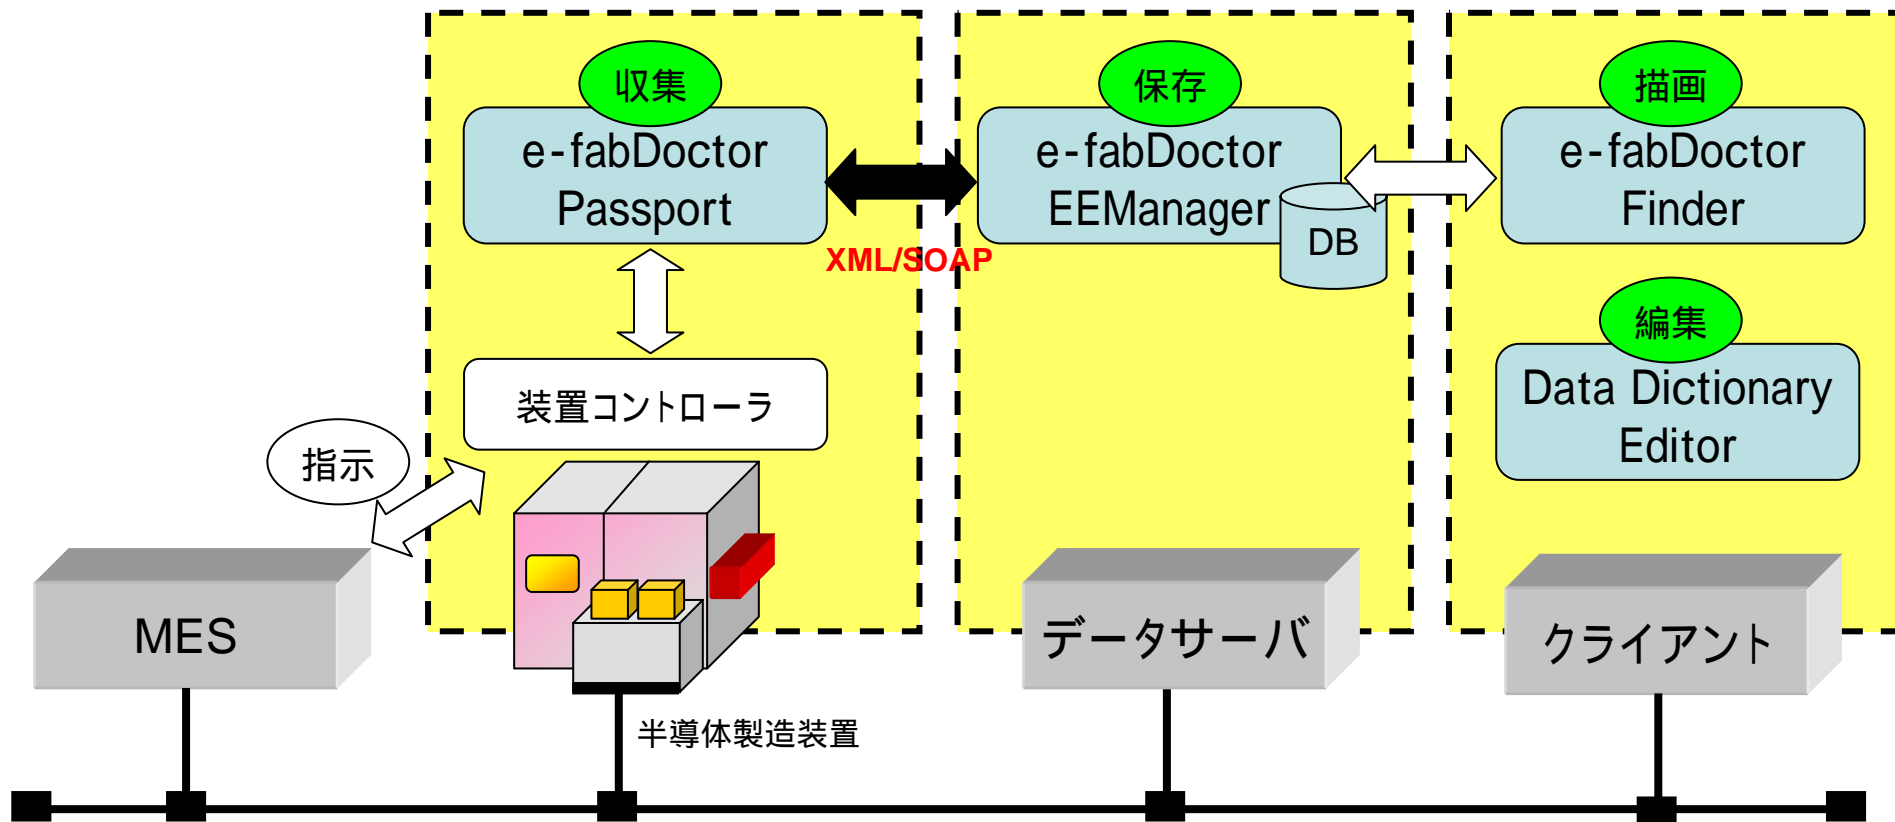 収集
e-fabDoctor
Passport
XML/SOAP
装置コントローラ
指示
MES
半導体製造装置
保存
e-fabDoctor
EEManager
DB
データサーバ
描画
e-fabDoctor
Finder
編集
Data Dictionary
Editor
クライアント